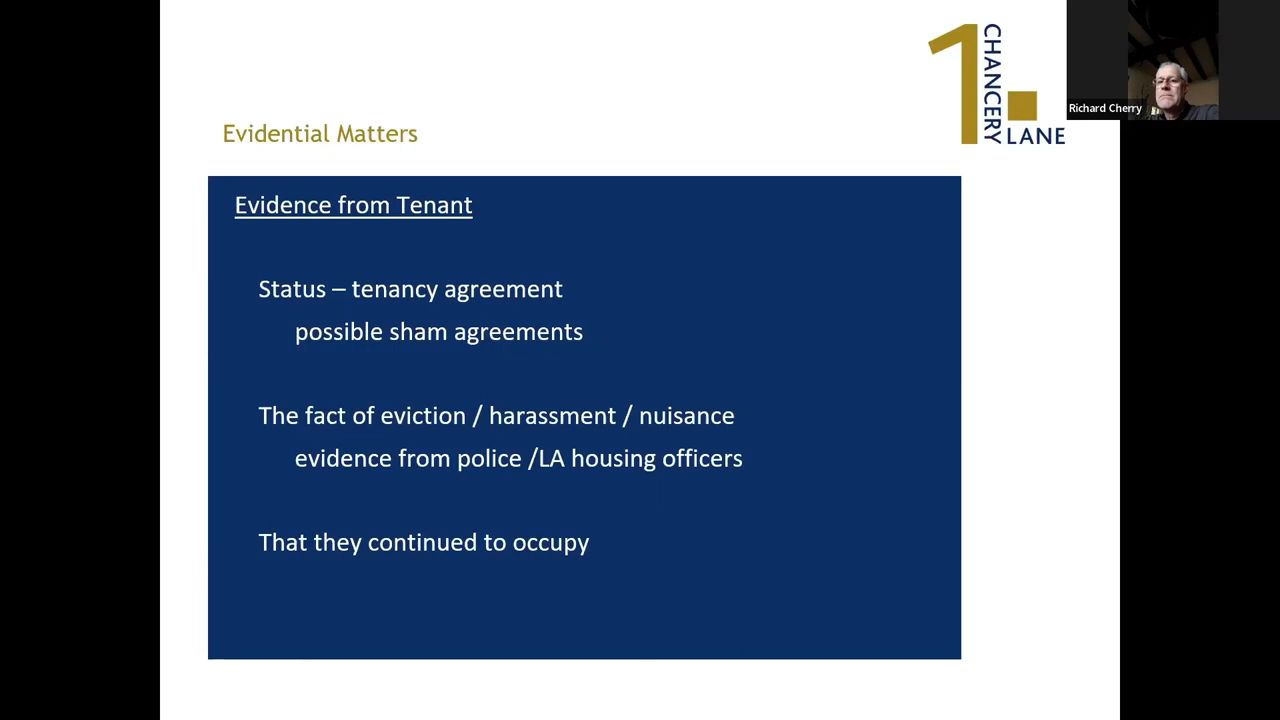 1 CHANCERY LANE
Richard Cherry
Evidential Matters
Evidence from Tenant
Status – tenancy agreement
possible sham agreements
The fact of eviction / harassment / nuisance
evidence from police /LA housing officers
That they continued to occupy